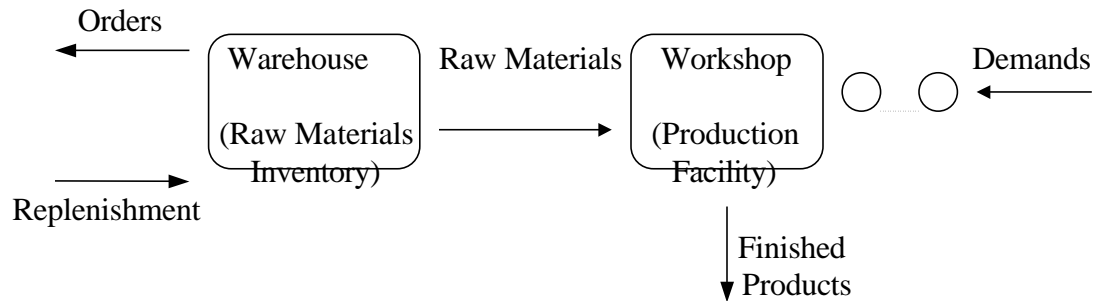 Orders
Warehouse
(Raw Materials
Inventory)
Replenishment
Raw Materials
Workshop
(Production
Facility)
Demands
Finished
Products